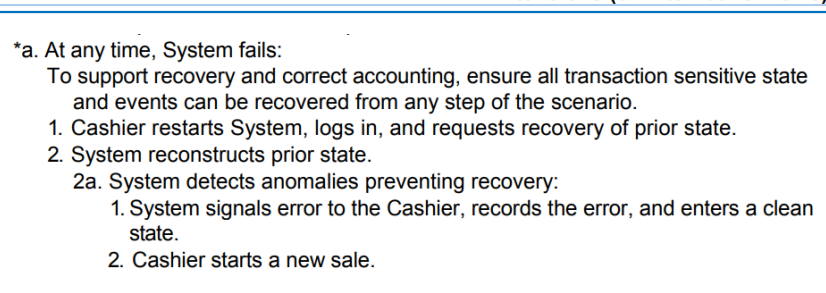 *a. At any time, System fails:
To support recovery and correct accounting, ensure all transaction sensitive state
and events can be recovered from any step of the scenario.
1. Cashier restarts System, logs in, and requests recovery of prior state.
2. System reconstructs prior state.
2a. System detects anomalies preventing recovery:
1. System signals error to the Cashier, records the error, and enters a clean
state.
2. Cashier starts a new sale.